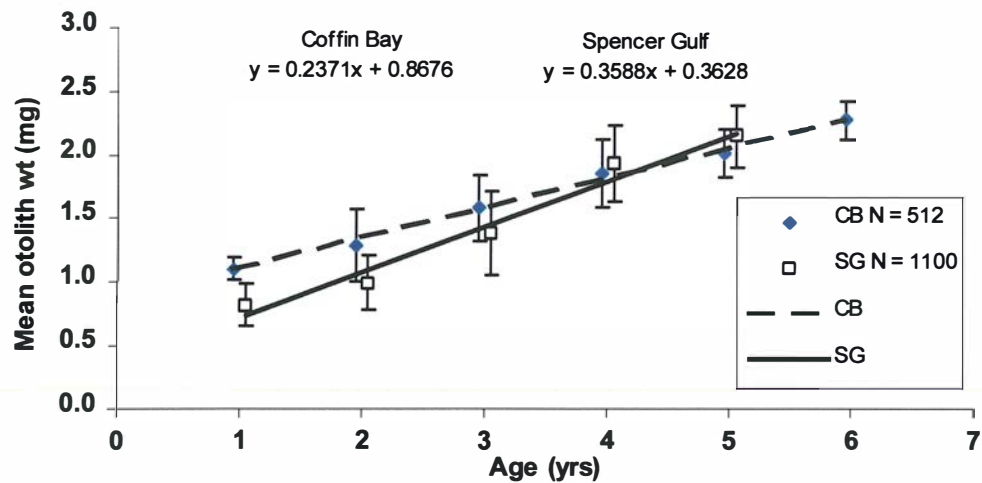 3.0
2.5
2.0
1.5
1.0
0.5
0.0
Mean otolith wt (mg)
Coffin Bay
y = 0.2371x + 0.8676
Spencer Gulf
y = 0.3588x + 0.3628
CB N = 512
SG N = 1100
CB
SG
0 1 2 3 4 5 6 7
Age (yrs)